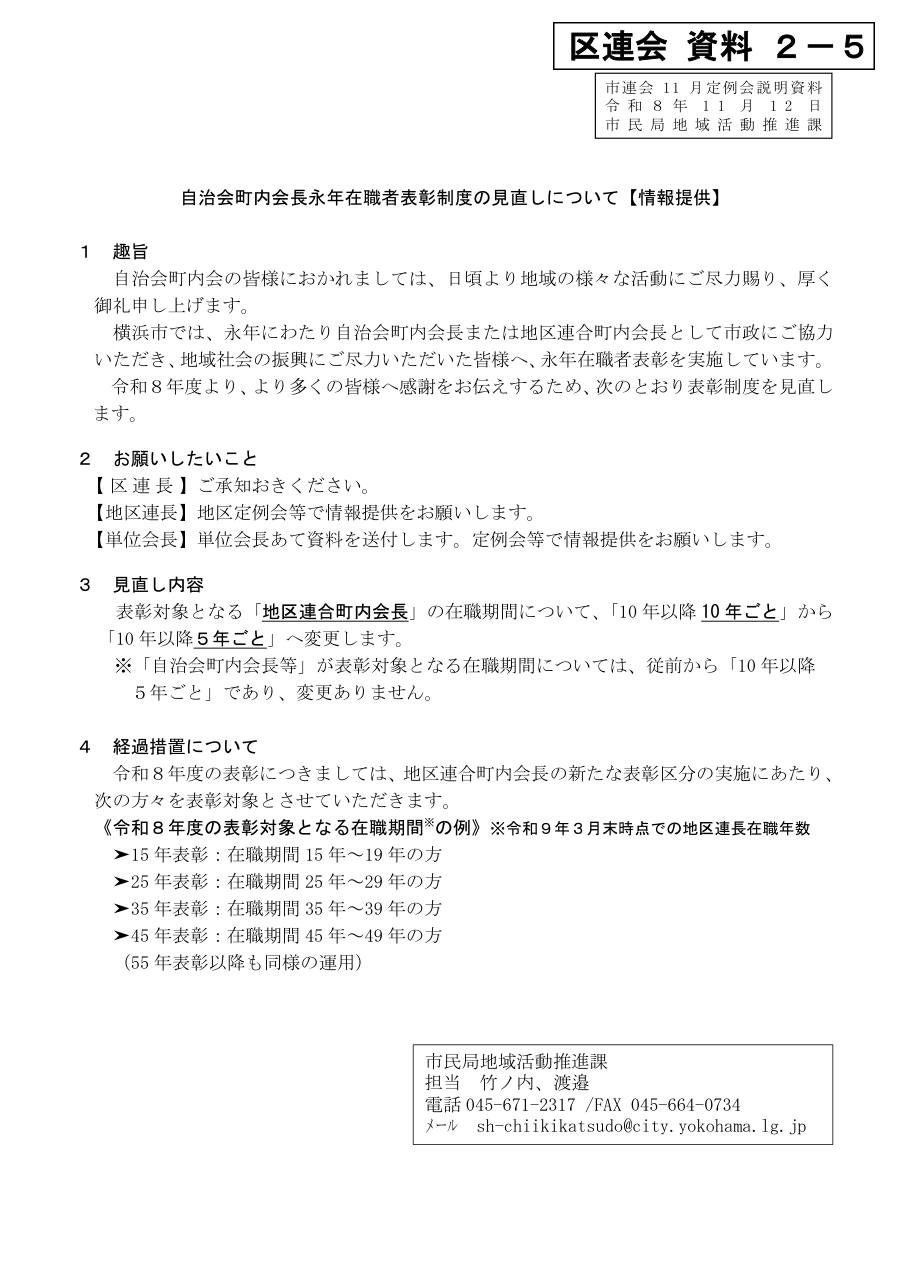 区連会 資料 ２－５
市連会 11 月定例会説明資料
令和８年１１月１２日
市民局地域活動推進課
自治会町内会長永年在職者表彰制度の見直しについて【情報提供】
１　趣旨
自治会町内会の皆様におかれましては、日頃より地域の様々な活動にご尽力賜り、厚く
御礼申し上げます。
横浜市では、永年にわたり自治会町内会長または地区連合町内会長として市政にご協力
いただき、地域社会の振興にご尽力いただいた皆様へ、永年在職者表彰を実施しています。
令和８年度より、より多くの皆様へ感謝をお伝えするため、次のとおり表彰制度を見直し
ます。
２　お願いしたいこと
【 区 連 長 】ご承知おきください。
【地区連長】地区定例会等で情報提供をお願いします。
【単位会長】単位会長あて資料を送付します。定例会等で情報提供をお願いします。
３　見直し内容
表彰対象となる「地区連合町内会長」の在職期間について、「10 年以降 10 年ごと」から
「10 年以降５年ごと」へ変更します。
※「自治会町内会長等」が表彰対象となる在職期間については、従前から「10 年以降
５年ごと」であり、変更ありません。
４　経過措置について
令和８年度の表彰につきましては、地区連合町内会長の新たな表彰区分の実施にあたり、
次の方々を表彰対象とさせていただきます。
《令和８年度の表彰対象となる在職期間※の例》※令和９年３月末時点での地区連長在職年数
➤15 年表彰：在職期間 15 年～19 年の方
➤25 年表彰：在職期間 25 年～29 年の方
➤35 年表彰：在職期間 35 年～39 年の方
➤45 年表彰：在職期間 45 年～49 年の方
（55 年表彰以降も同様の運用）
市民局地域活動推進課
担当　竹ノ内、渡邉
電話 045-671-2317 /FAX 045-664-0734
ﾒｰﾙ　sh-chiikikatsudo@city.yokohama.lg.jp